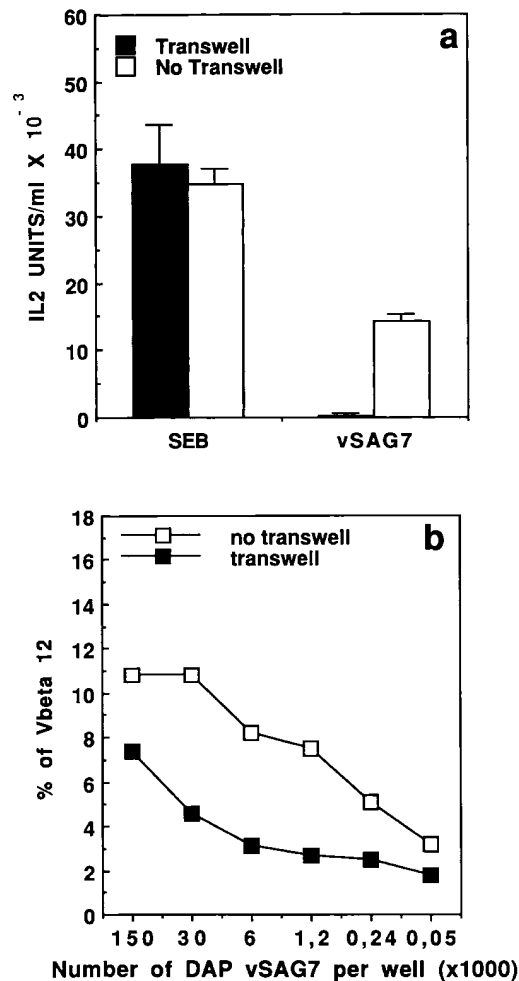 a
Transwell
No Transwell
IL2 UNITS/ml X 10 -3
60
50
40
30
20
10
0
SEB vSAG7
b
no transwell
transwell
% of Vbeta 12
18
16
14
12
10
8
6
4
2
0
150 30 6 1,2 0,24 0,05
Number of DAP vSAG7 per well (x1000)